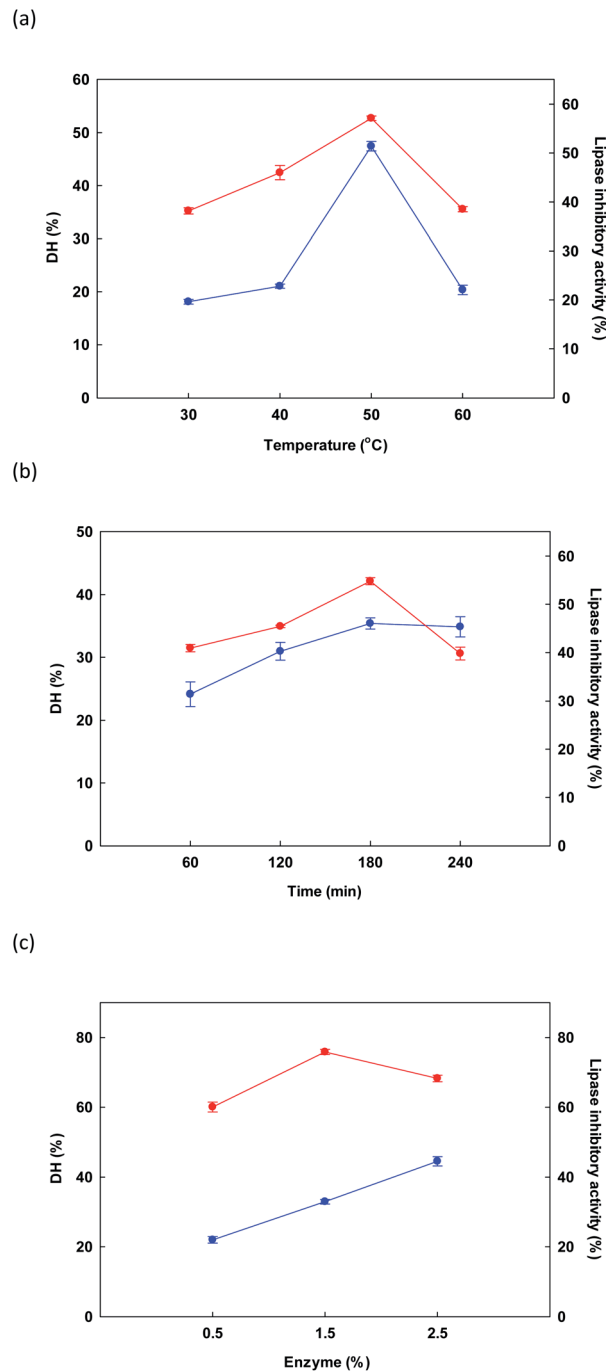 (a)
60
50
40
30
20
10
0
DH (%)
60
50
40
30
20
10
0
Lipase inhibitory activity (%)
30 40 50 60
Temperature (°C)
(b)
50
40
30
20
10
0
DH (%)
60
50
40
30
20
10
0
Lipase inhibitory activity (%)
60 120 180 240
Time (min)
(c)
80
60
40
20
0
DH (%)
80
60
40
20
0
Lipase inhibitory activity (%)
0.5 1.5 2.5
Enzyme (%)